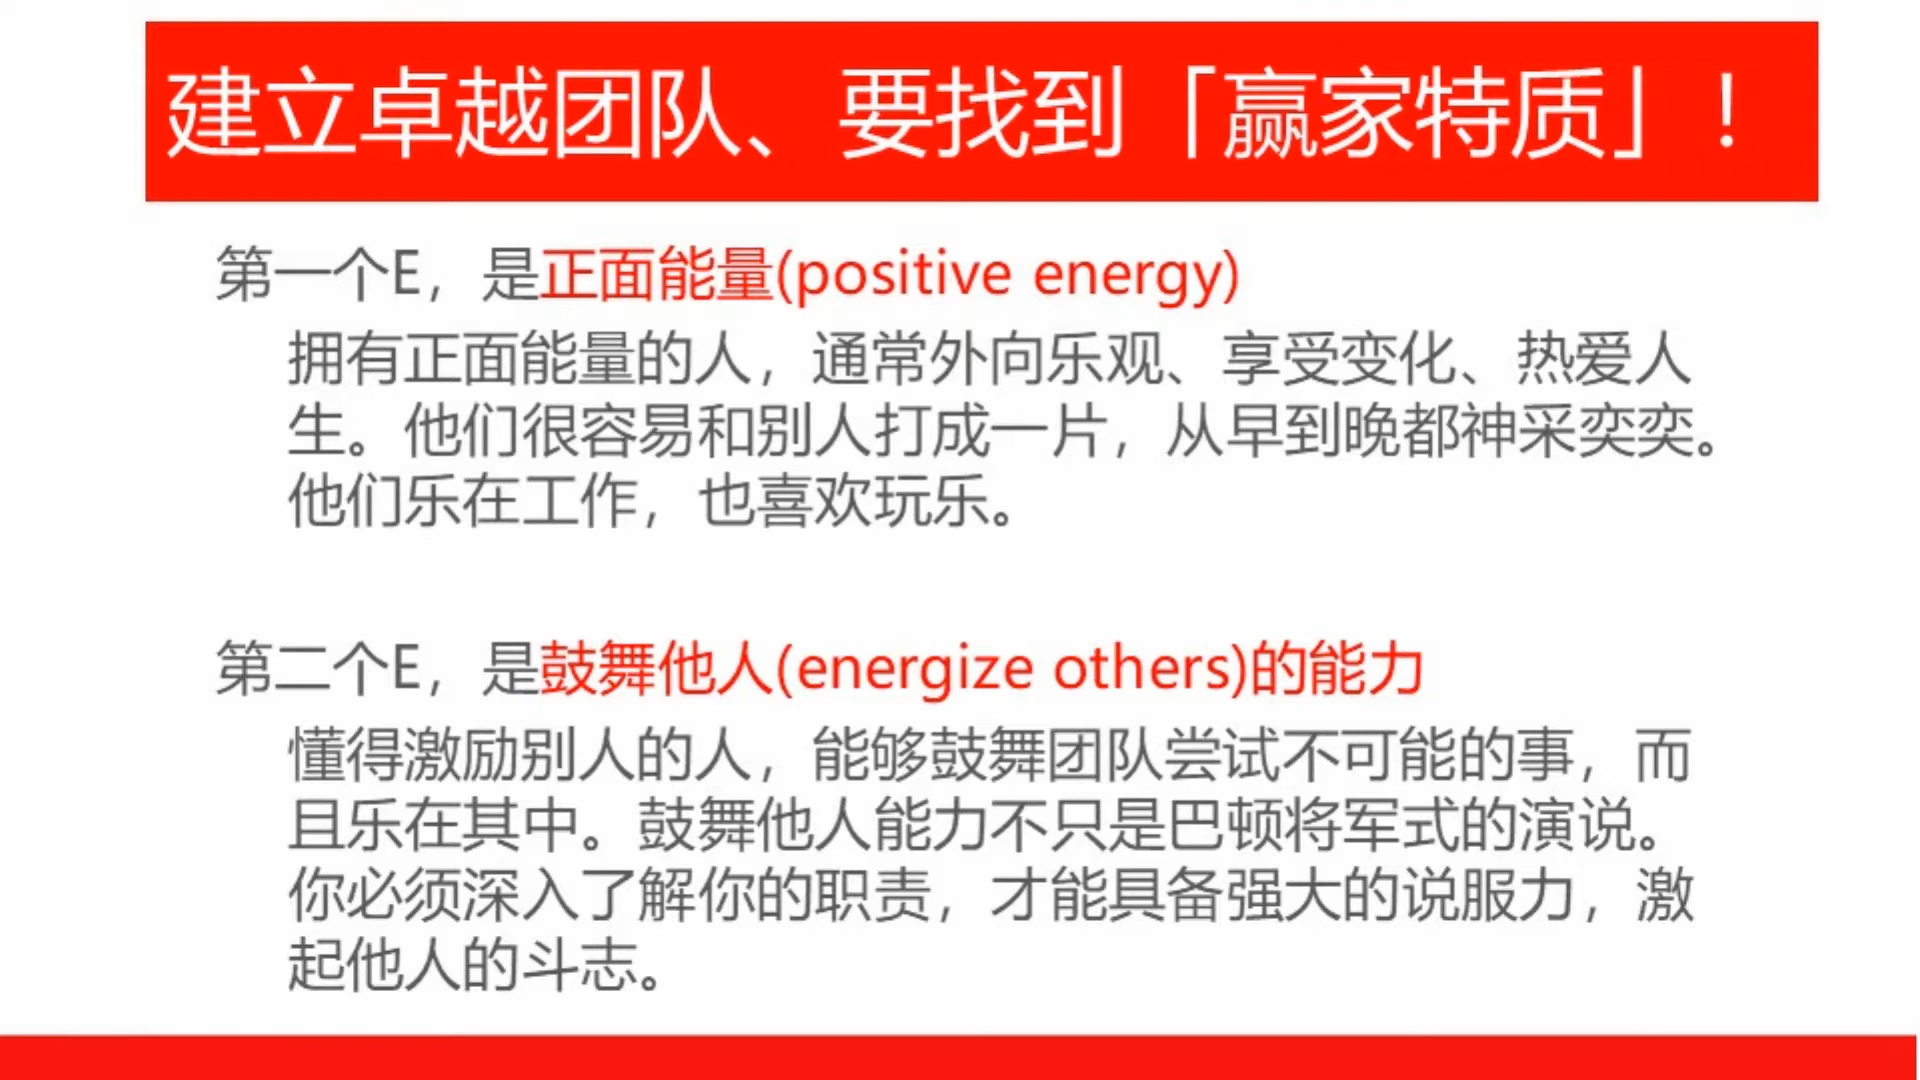 建立卓越团队、要找到「赢家特质」！
第一个E，是正面能量(positive energy)
拥有正面能量的人，通常外向乐观、享受变化、热爱人
生。他们很容易和别人打成一片，从早到晚都神采奕奕。
他们乐在工作，也喜欢玩乐。
第二个E，是鼓舞他人(energize others)的能力
懂得激励别人的人，能够鼓舞团队尝试不可能的事，而
且乐在其中。鼓舞他人能力不只是巴顿将军式的演说。
你必须深入了解你的职责，才能具备强大的说服力，激
起他人的斗志。